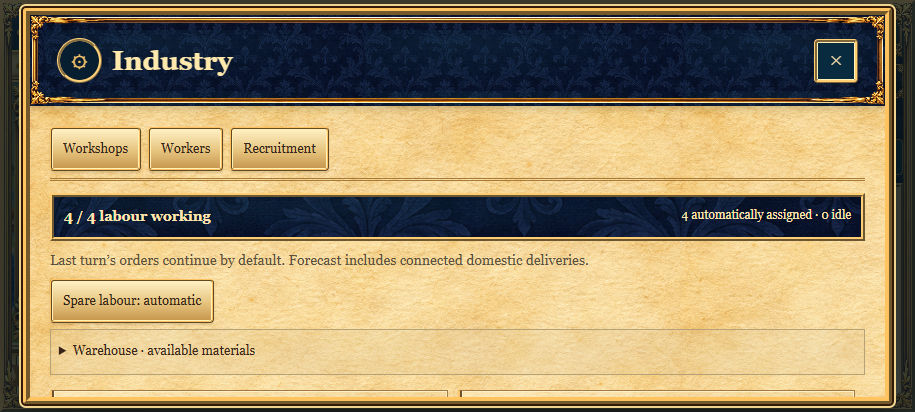 Industry
Workshops
Workers
Recruitment
4 / 4 labour working
4 automatically assigned · 0 idle
Last turn’s orders continue by default. Forecast includes connected domestic deliveries.
Spare labour: automatic
Warehouse · available materials